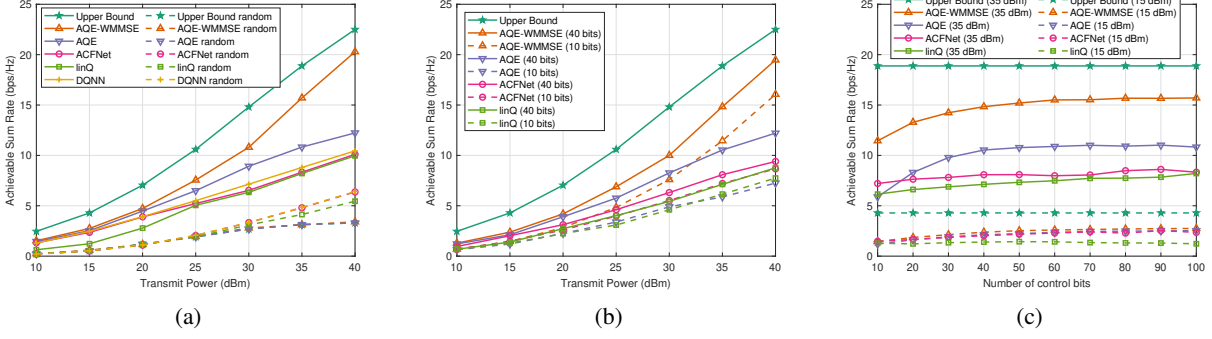 25
20
15
10
5
0
10 15 20 25 30 35 40
Achievable Sum Rate (bps/Hz)
Transmit Power (dBm)
Upper Bound Upper Bound random
AQE-WMMSE AQE-WMMSE random
AQE AQE random
ACFNet ACFNet random
linQ linQ random
DQNN DQNN random
(a)
25
20
15
10
5
0
10 15 20 25 30 35 40
Achievable Sum Rate (bps/Hz)
Transmit Power (dBm)
Upper Bound
AQE-WMMSE (40 bits)
AQE-WMMSE (10 bits)
AQE (40 bits)
AQE (10 bits)
ACFNet (40 bits)
ACFNet (10 bits)
linQ (40 bits)
linQ (10 bits)
(b)
25
20
15
10
5
0
10 20 30 40 50 60 70 80 90 100
Achievable Sum Rate (bps/Hz)
Number of control bits
Upper Bound (35 dBm) Upper Bound (15 dBm)
AQE-WMMSE (35 dBm) AQE-WMMSE (15 dBm)
AQE (35 dBm) AQE (15 dBm)
ACFNet (35 dBm) ACFNet (15 dBm)
linQ (35 dBm) linQ (15 dBm)
(c)